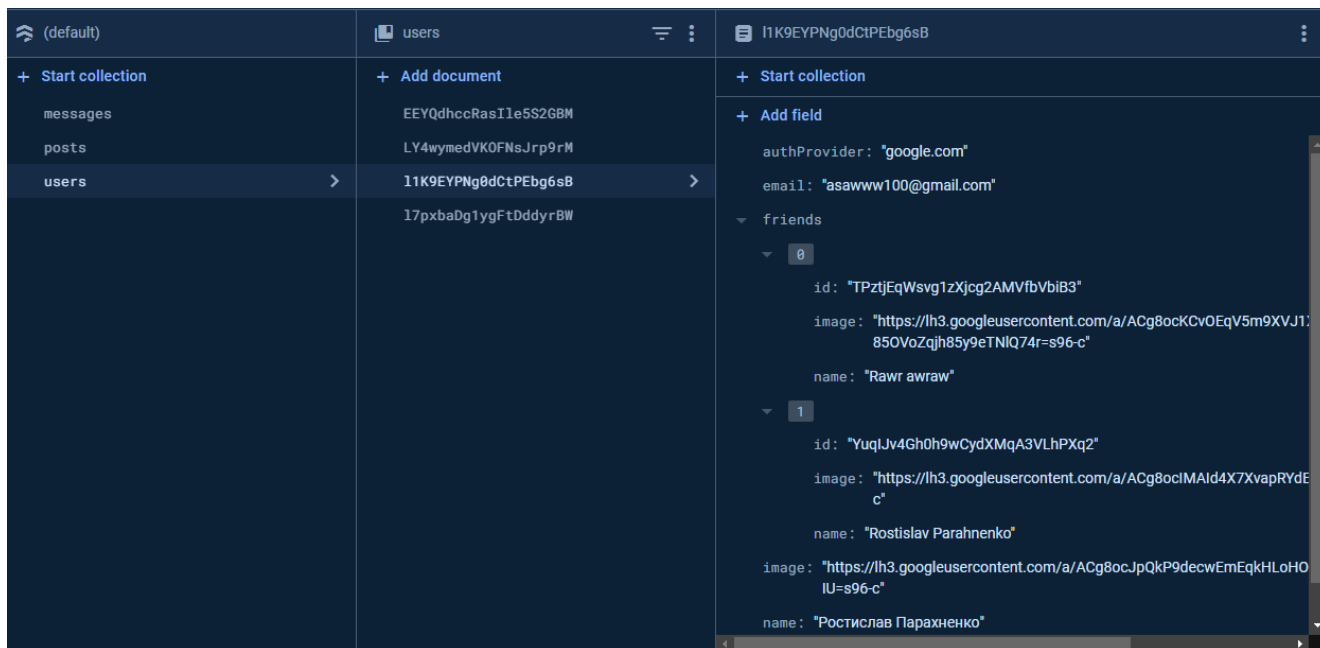 (default)
users
l1K9EYPNg0dCtPEbg6sB
+ Start collection
+ Add document
+ Start collection
messages
posts
users
EEYQdhccRasIle5S2GBM
LY4wymedVKOFNsJrp9rM
l1K9EYPNg0dCtPEbg6sB
l7pxbaDg1ygFtDddyrBW
+ Add field
authProvider: "google.com"
email: "asawww100@gmail.com"
friends
0
id: "TPztjEqWsvg1zXjcg2AMVfbVbiB3"
image: "https://lh3.googleusercontent.com/a/ACg8ocKCvOEqV5m9XVJ1
85OVoZqjh85y9eTNlQ74r=s96-c"
name: "Rawr awraw"
1
id: "YuqIJv4Gh0h9wCydXMqA3VLhPXq2"
image: "https://lh3.googleusercontent.com/a/ACg8ocIMAId4X7XvapRYdE
c"
name: "Rostislav Parahnenko"
image: "https://lh3.googleusercontent.com/a/ACg8ocJpQkP9decwEmEqkHLoHO
IU=s96-c"
name: "Ростислав Парахненко"